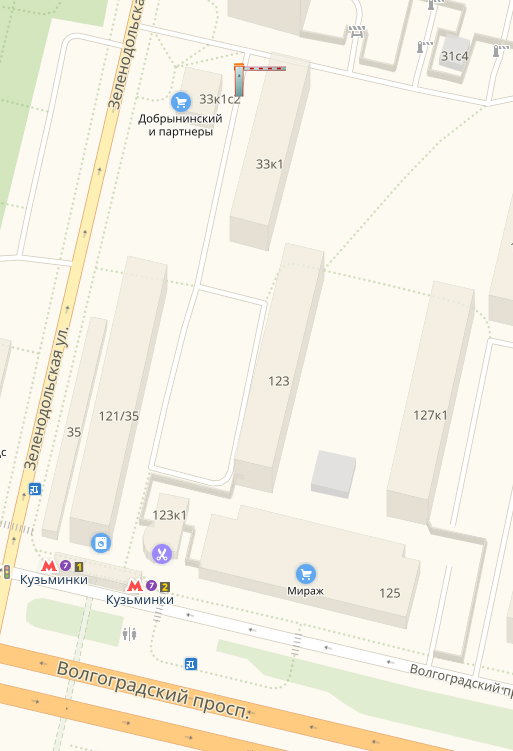 Зеленодольская
31с4
33к1с2
Добрынинский
и партнеры
33к1
Зеленодольская ул.
123
121/35
127к1
35
с
123к1
7 1
Кузьминки
7 2
Кузьминки
Мираж
125
Волгоградский просп.
Волгоградский пр